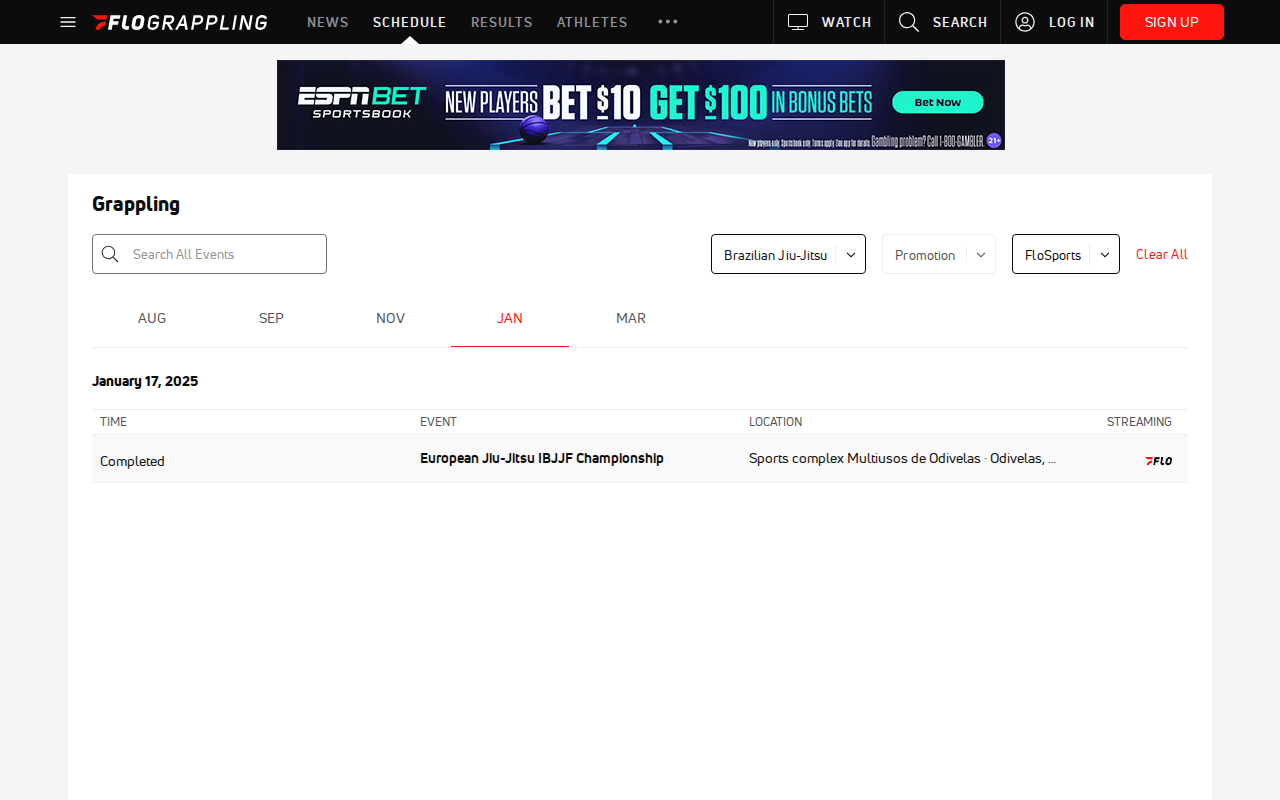 FLOGRAPPLING NEWS SCHEDULE RESULTS ATHLETES ••• WATCH SEARCH LOG IN SIGN UP
ESPN BET SPORTSBOOK NEW PLAYERS BET $10 GET $100 IN BONUS BETS Bet Now
New players only. Sportsbook only. Terms apply. See app for details. Gambling problem? Call 1-800-GAMBLER. 21+
Grappling
Search All Events Brazilian Jiu-Jitsu Promotion FloSports Clear All
AUG SEP NOV JAN MAR
January 17, 2025
TIME EVENT LOCATION STREAMING
Completed European Jiu-Jitsu IBJJF Championship Sports complex Multiusos de Odivelas · Odivelas, ... FLO